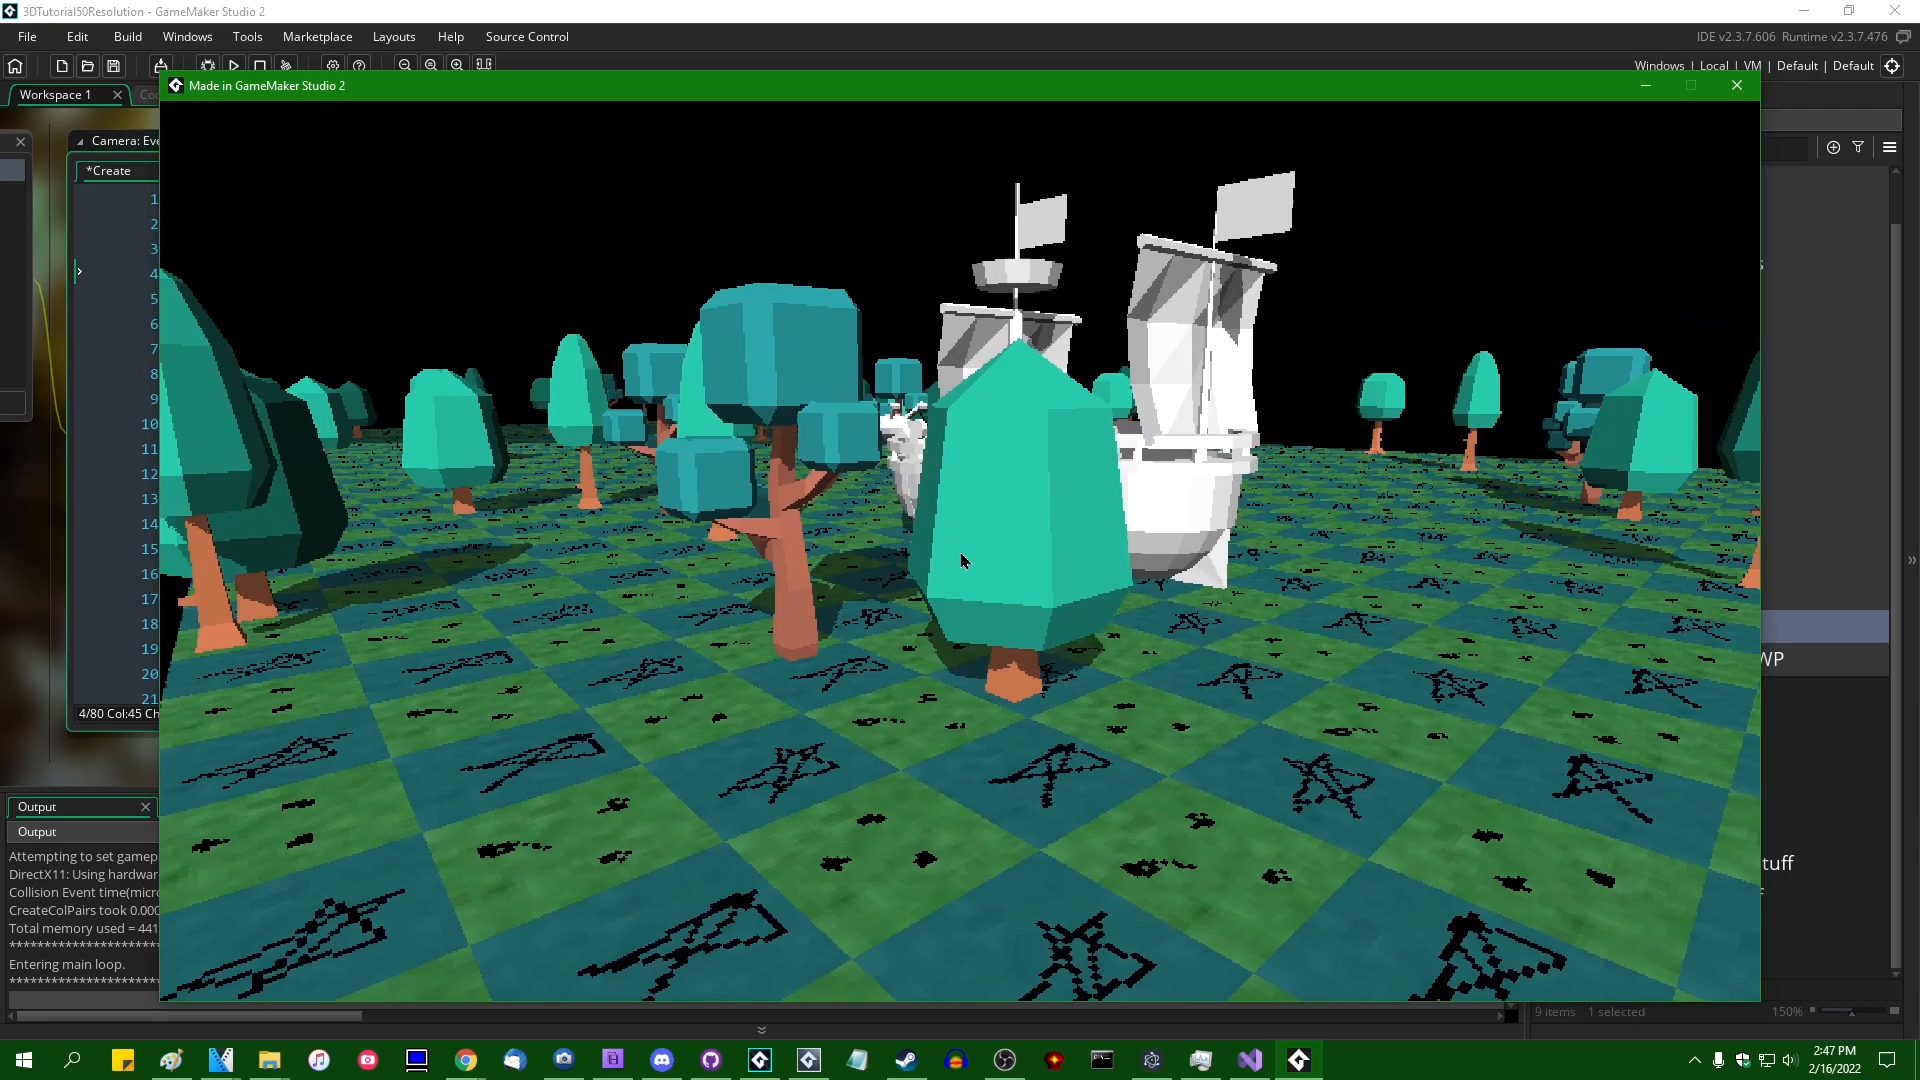 3DTutorial50Resolution - GameMaker Studio 2
File Edit Build Windows Tools Marketplace Layouts Help Source Control
IDE v2.3.7.606 Runtime v2.3.7.476
Windows | Local | VM | Default | Default
Workspace 1
Made in GameMaker Studio 2
Camera: Eve
*Create
1
2
3
4
5
6
7
8
9
10
11
12
13
14
15
16
17
18
19
20
21
4/80 Col:45 Ch
WP
tuff
Output
Output
Attempting to set gamep
DirectX11: Using hardwar
Collision Event time(micro
CreateColPairs took 0.000
Total memory used = 441
Entering main loop.
9 items 1 selected 150%
2:47 PM
2/16/2022